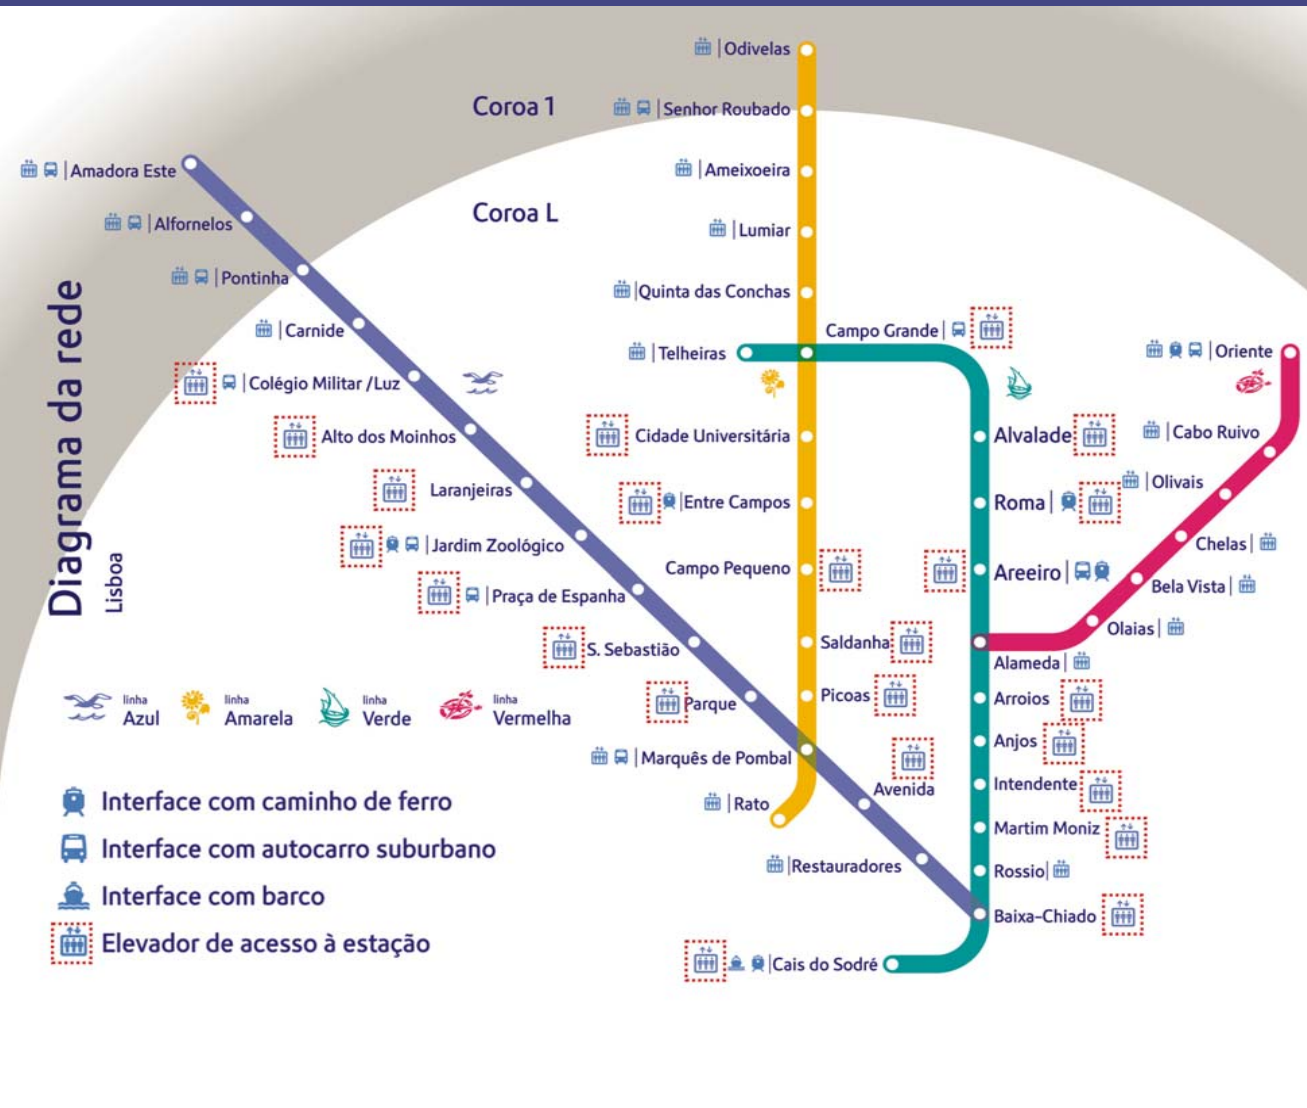 Diagrama da rede
Lisboa
Coroa 1
Coroa L
Odivelas
Senhor Roubado
Ameixoeira
Lumiar
Quinta das Conchas
Campo Grande
Telheiras
Cidade Universitária
Entre Campos
Campo Pequeno
Saldanha
Picoas
Marquês de Pombal
Rato
Amadora Este
Alfornelos
Pontinha
Carnide
Colégio Militar /Luz
Alto dos Moinhos
Laranjeiras
Jardim Zoológico
Praça de Espanha
S. Sebastião
Parque
Avenida
Restauradores
Oriente
Cabo Ruivo
Olivais
Chelas
Bela Vista
Olaias
Alvalade
Roma
Areeiro
Alameda
Arroios
Anjos
Intendente
Martim Moniz
Rossio
Baixa-Chiado
Cais do Sodré
linha
Azul
linha
Amarela
linha
Verde
linha
Vermelha
Interface com caminho de ferro
Interface com autocarro suburbano
Interface com barco
Elevador de acesso à estação